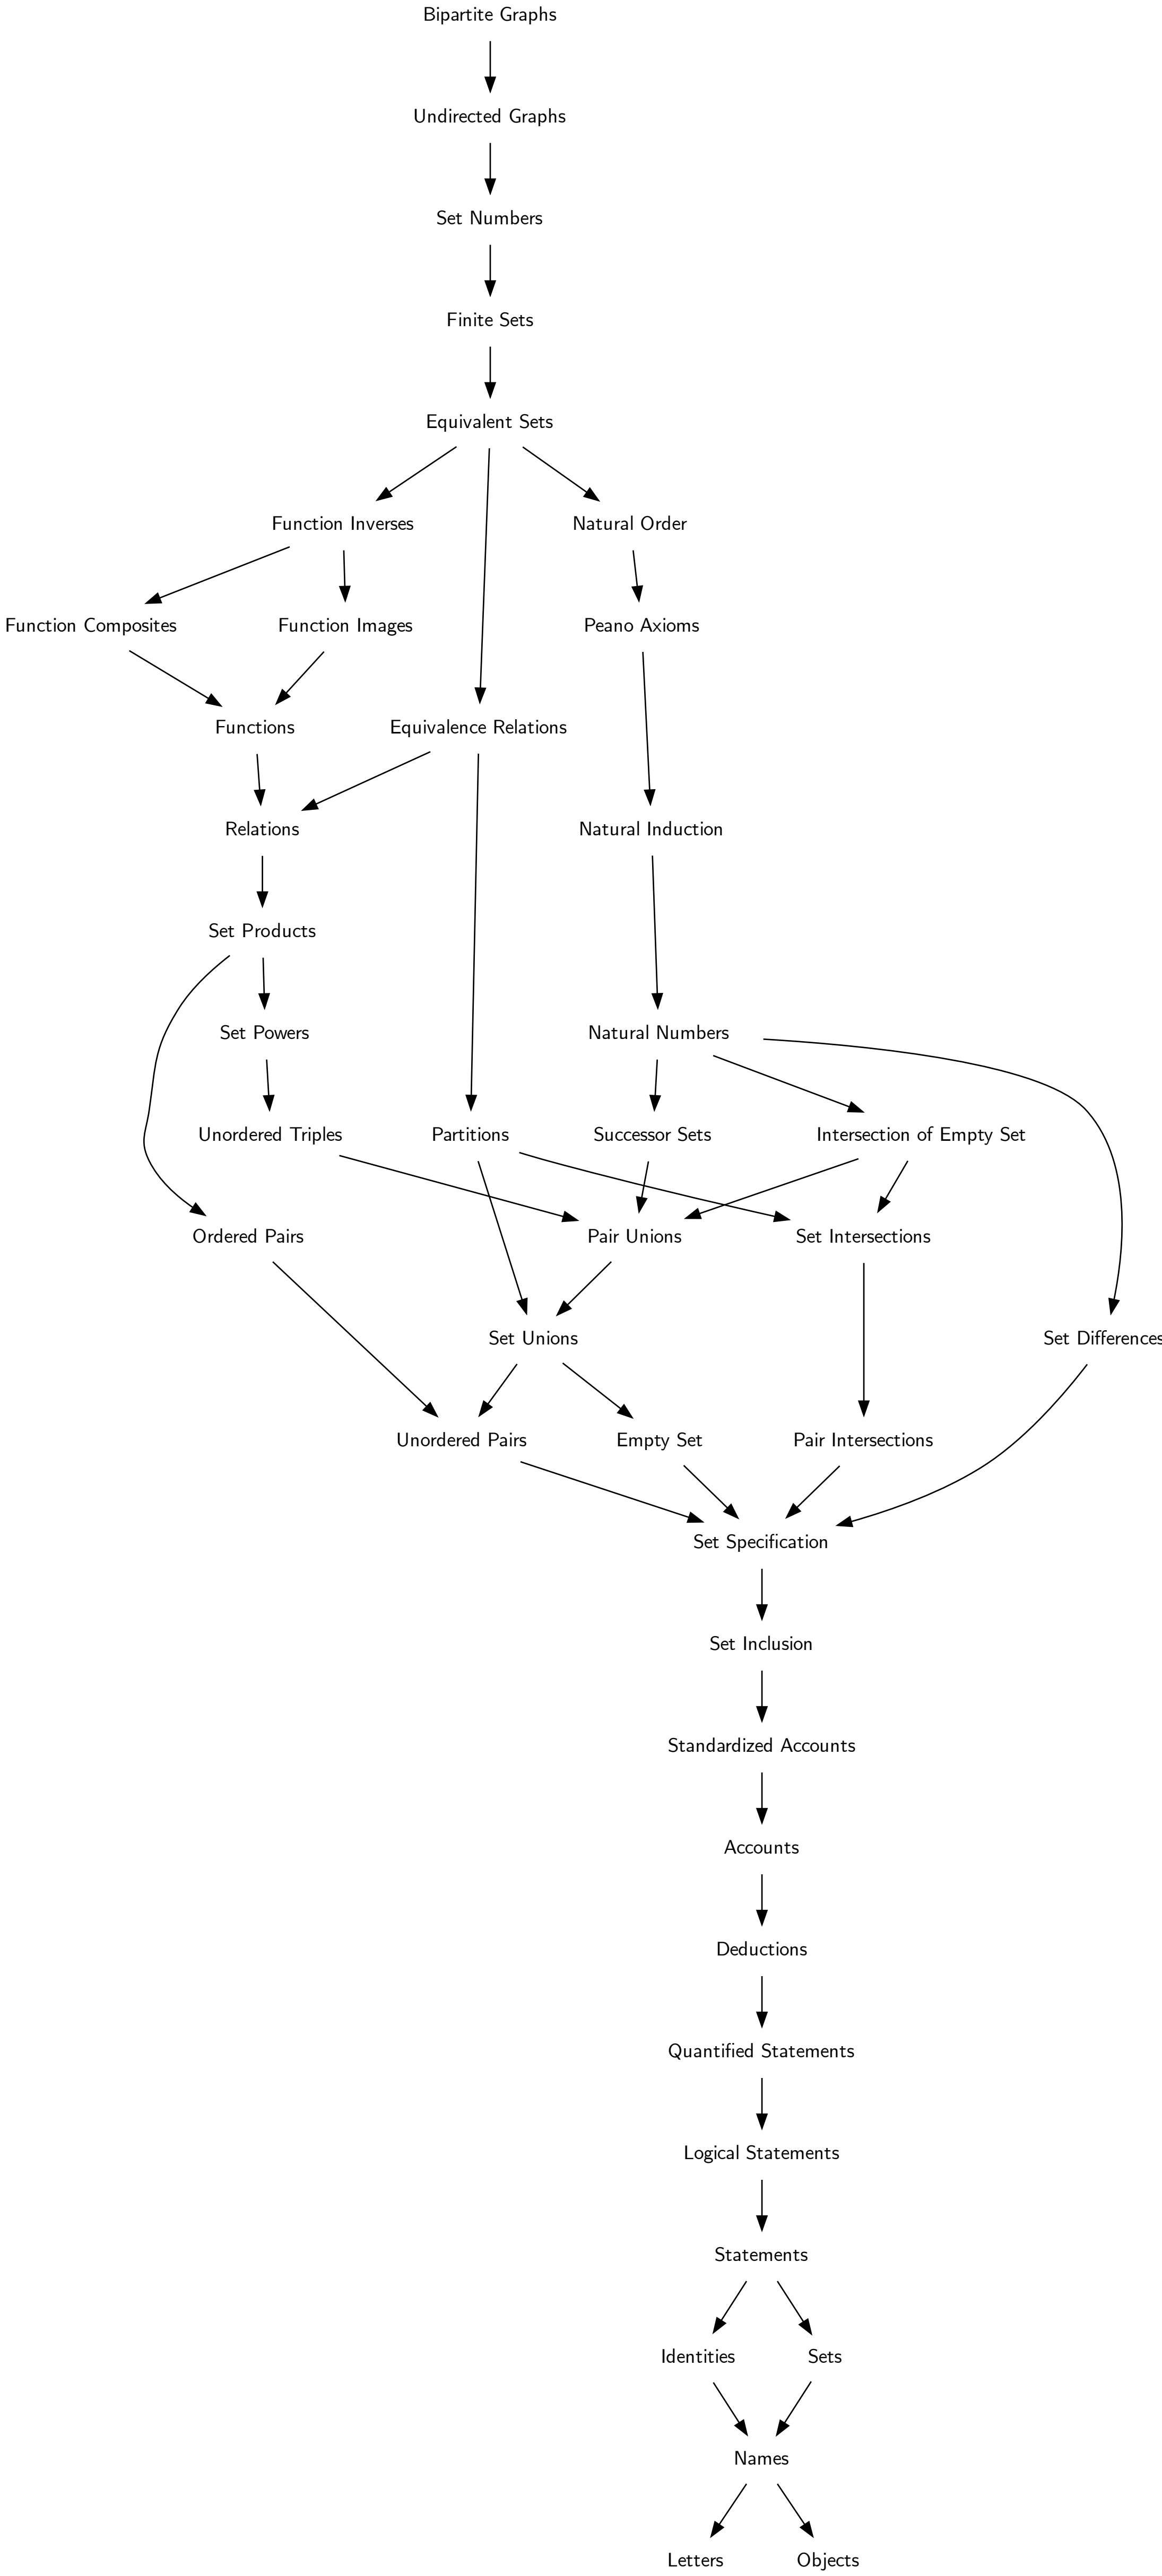 Bipartite Graphs
Undirected Graphs
Set Numbers
Finite Sets
Equivalent Sets
Function Inverses
Natural Order
Function Composites
Function Images
Peano Axioms
Functions
Equivalence Relations
Relations
Natural Induction
Set Products
Set Powers
Natural Numbers
Unordered Triples
Partitions
Successor Sets
Intersection of Empty Set
Ordered Pairs
Pair Unions
Set Intersections
Set Unions
Set Differences
Unordered Pairs
Empty Set
Pair Intersections
Set Specification
Set Inclusion
Standardized Accounts
Accounts
Deductions
Quantified Statements
Logical Statements
Statements
Identities
Sets
Names
Letters
Objects